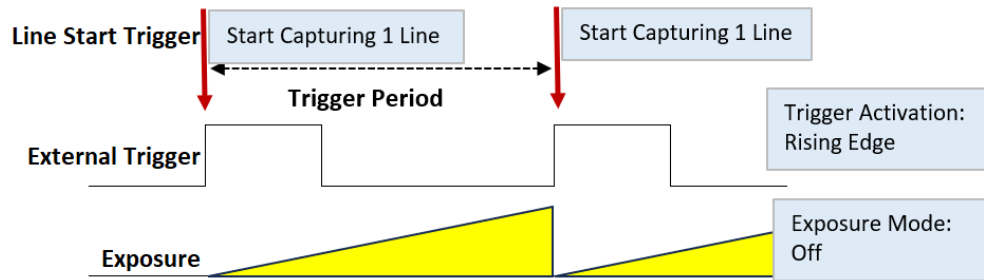 Line Start Trigger
Start Capturing 1 Line
Start Capturing 1 Line
Trigger Period
Trigger Activation:
Rising Edge
External Trigger
Exposure Mode:
Off
Exposure